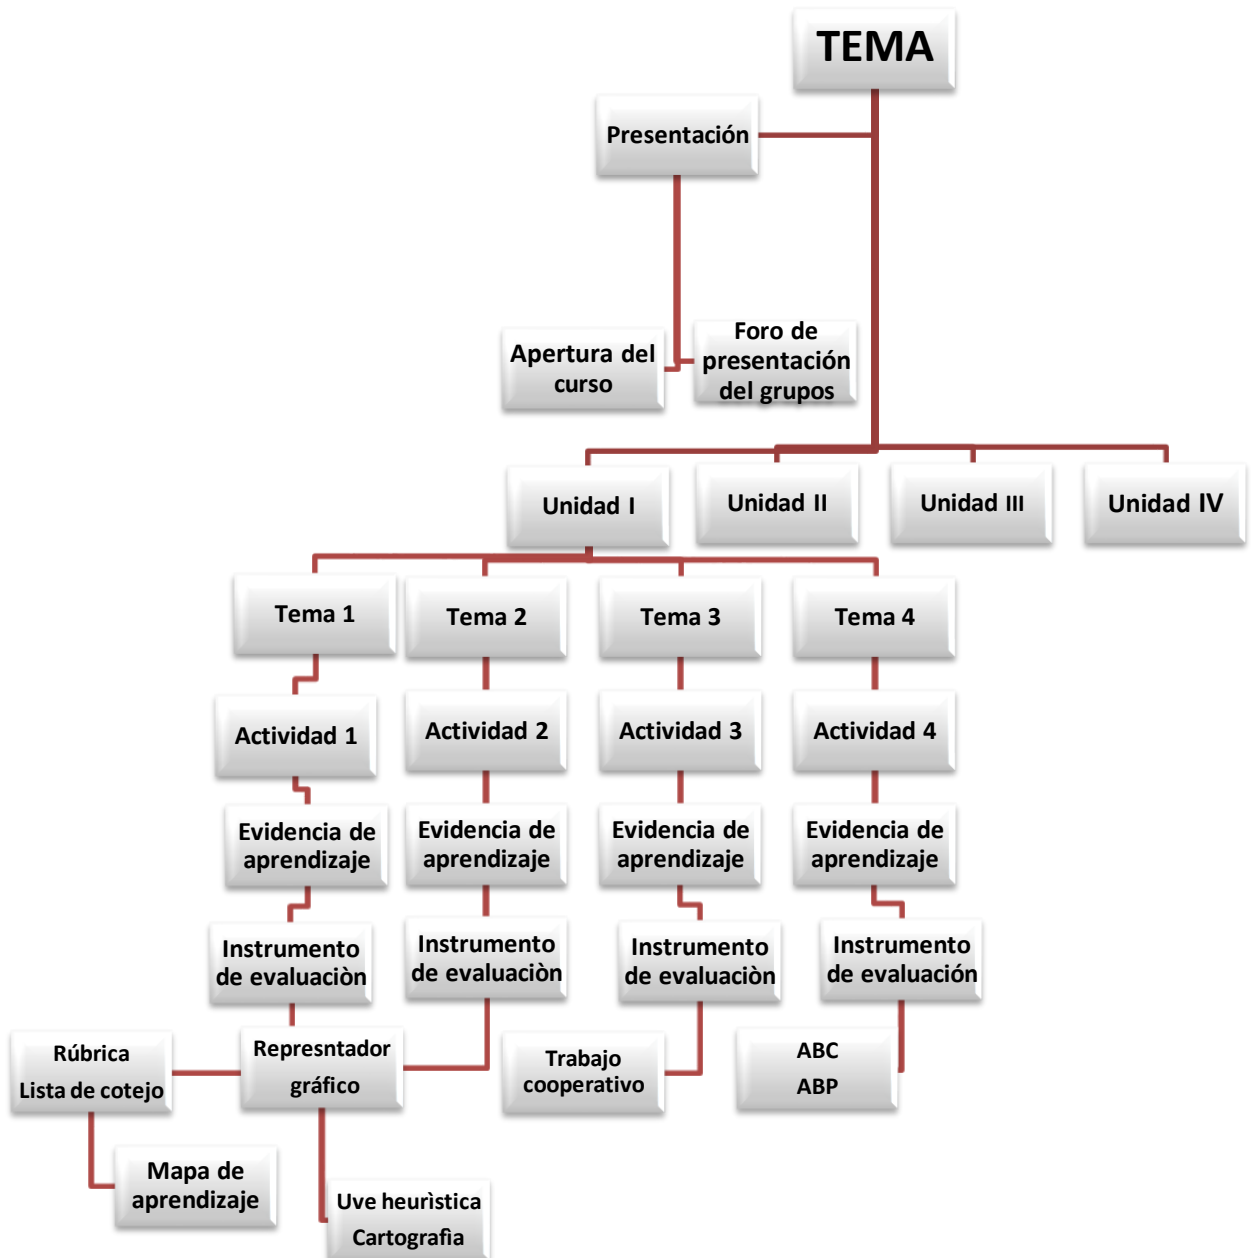 TEMA
Presentación
Apertura del
curso
Foro de
presentación
del grupos
Unidad I
Unidad II
Unidad III
Unidad IV
Tema 1
Tema 2
Tema 3
Tema 4
Actividad 1
Actividad 2
Actividad 3
Actividad 4
Evidencia de
aprendizaje
Evidencia de
aprendizaje
Evidencia de
aprendizaje
Evidencia de
aprendizaje
Instrumento
de evaluaciòn
Instrumento
de evaluaciòn
Instrumento
de evaluaciòn
Instrumento
de evaluación
Rúbrica
Lista de cotejo
Represntador
gráfico
Trabajo
cooperativo
ABC
ABP
Mapa de
aprendizaje
Uve heurìstica
Cartografìa